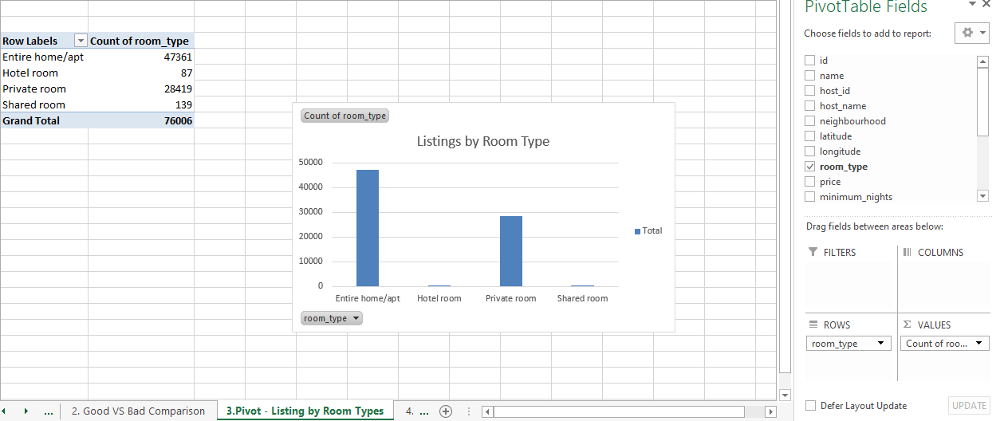 PivotTable Fields
Choose fields to add to report:
id
name
host_id
host_name
neighbourhood
latitude
longitude
room_type
price
minimum_nights
Drag fields between areas below:
FILTERS
COLUMNS
ROWS
VALUES
room_type
Count of roo...
Defer Layout Update
UPDATE
Row Labels Count of room_type
Entire home/apt 47361
Hotel room 87
Private room 28419
Shared room 139
Grand Total 76006
Count of room_type
Listings by Room Type
50000
40000
30000
20000
10000
0
Entire home/apt Hotel room Private room Shared room
Total
room_type
... 2. Good VS Bad Comparison 3.Pivot - Listing by Room Types 4. ...